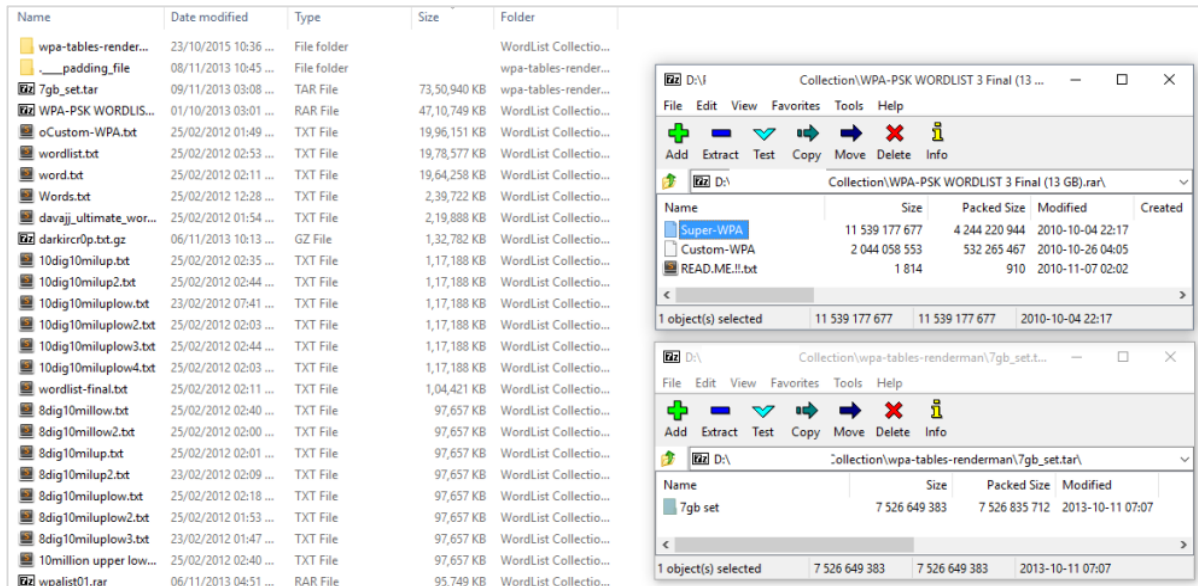 Name Date modified Type Size Folder
wpa-tables-render... 23/10/2015 10:36 ... File folder WordList Collectio...
.___padding_file 08/11/2013 10:45 ... File folder wpa-tables-render...
7gb_set.tar 09/11/2013 03:08 ... TAR File 73,50,940 KB wpa-tables-render...
WPA-PSK WORDLIS... 01/10/2013 03:01 ... RAR File 47,10,749 KB WordList Collectio...
oCustom-WPA.txt 25/02/2012 01:49 ... TXT File 19,96,151 KB WordList Collectio...
wordlist.txt 25/02/2012 02:53 ... TXT File 19,78,577 KB WordList Collectio...
word.txt 25/02/2012 02:11 ... TXT File 19,64,258 KB WordList Collectio...
Words.txt 25/02/2012 12:28 ... TXT File 2,39,722 KB WordList Collectio...
davajj_ultimate_wor... 25/02/2012 01:54 ... TXT File 2,19,888 KB WordList Collectio...
darkircr0p.txt.gz 06/11/2013 10:13 ... GZ File 1,32,782 KB WordList Collectio...
10dig10milup.txt 25/02/2012 02:35 ... TXT File 1,17,188 KB WordList Collectio...
10dig10milup2.txt 25/02/2012 02:44 ... TXT File 1,17,188 KB WordList Collectio...
10dig10miluplow.txt 23/02/2012 07:41 ... TXT File 1,17,188 KB WordList Collectio...
10dig10miluplow2.txt 25/02/2012 02:03 ... TXT File 1,17,188 KB WordList Collectio...
10dig10miluplow3.txt 25/02/2012 02:44 ... TXT File 1,17,188 KB WordList Collectio...
10dig10miluplow4.txt 25/02/2012 02:03 ... TXT File 1,17,188 KB WordList Collectio...
wordlist-final.txt 25/02/2012 02:11 ... TXT File 1,04,421 KB WordList Collectio...
8dig10millow.txt 25/02/2012 02:40 ... TXT File 97,657 KB WordList Collectio...
8dig10millow2.txt 25/02/2012 02:00 ... TXT File 97,657 KB WordList Collectio...
8dig10milup.txt 25/02/2012 02:01 ... TXT File 97,657 KB WordList Collectio...
8dig10milup2.txt 23/02/2012 02:09 ... TXT File 97,657 KB WordList Collectio...
8dig10miluplow.txt 25/02/2012 02:18 ... TXT File 97,657 KB WordList Collectio...
8dig10miluplow2.txt 25/02/2012 01:53 ... TXT File 97,657 KB WordList Collectio...
8dig10miluplow3.txt 23/02/2012 01:47 ... TXT File 97,657 KB WordList Collectio...
10million upper low... 25/02/2012 02:40 ... TXT File 97,657 KB WordList Collectio...
wpalist01.rar 06/11/2013 04:51 ... RAR File 95,749 KB WordList Collectio...
D:\ Collection\WPA-PSK WORDLIST 3 Final (13 ...
File Edit View Favorites Tools Help
Add Extract Test Copy Move Delete Info
D:\ Collection\WPA-PSK WORDLIST 3 Final (13 GB).rar\
Name Size Packed Size Modified Created
Super-WPA 11 539 177 677 4 244 220 944 2010-10-04 22:17
Custom-WPA 2 044 058 553 532 265 467 2010-10-26 04:05
READ.ME.!!.txt 1 814 910 2010-11-07 02:02
1 object(s) selected 11 539 177 677 11 539 177 677 2010-10-04 22:17
D:\ Collection\wpa-tables-renderman\7gb_set.t...
File Edit View Favorites Tools Help
Add Extract Test Copy Move Delete Info
D:\ Collection\wpa-tables-renderman\7gb_set.tar\
Name Size Packed Size Modified
7gb set 7 526 649 383 7 526 835 712 2013-10-11 07:07
1 object(s) selected 7 526 649 383 7 526 649 383 2013-10-11 07:07